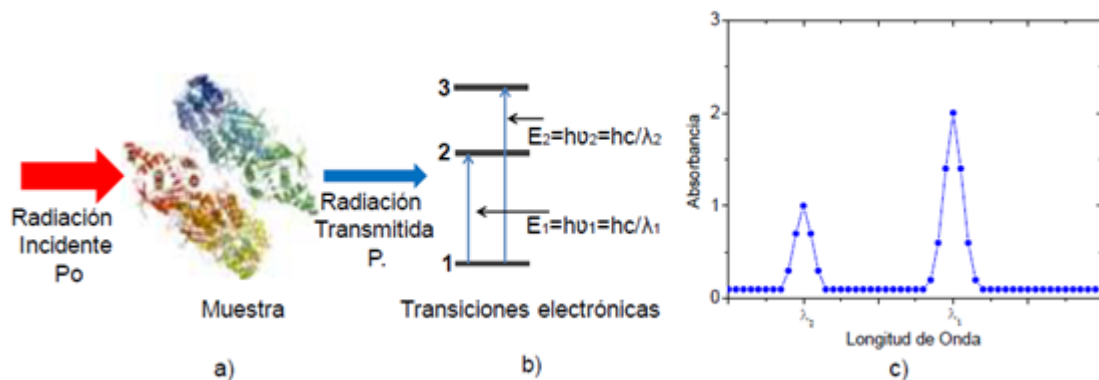 Radiación
Incidente
Po
Muestra
a)
Radiación
Transmitida
P.
3
2
1
E₂=hυ₂=hc/λ₂
E₁=hυ₁=hc/λ₁
Transiciones electrónicas
b)
Absorbancia
3
2
1
0
λ₂
λ₁
Longitud de Onda
c)